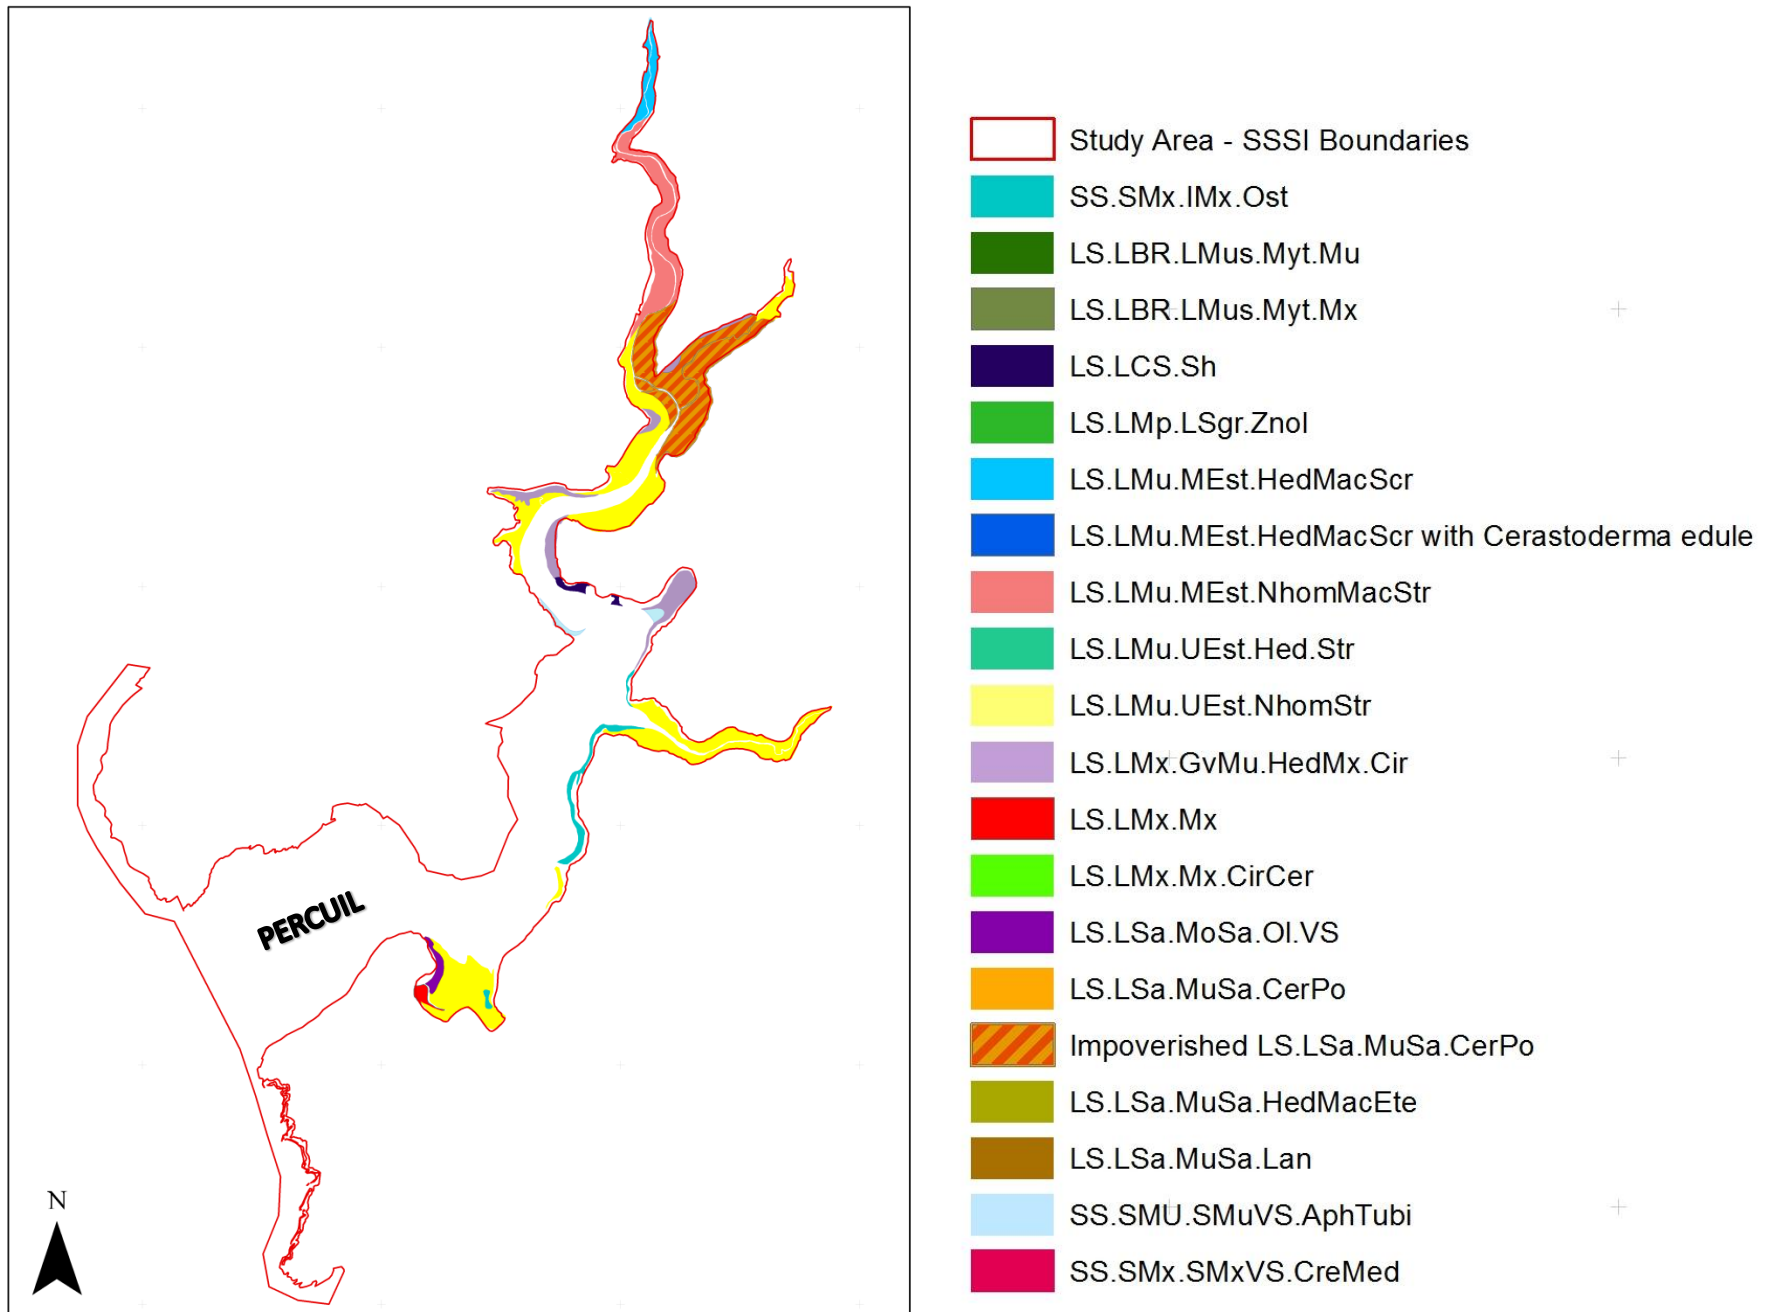 PERCUIL
N
Study Area - SSSI Boundaries
SS.SMx.IMx.Ost
LS.LBR.LMus.Myt.Mu
LS.LBR.LMus.Myt.Mx
LS.LCS.Sh
LS.LMp.LSgr.Znol
LS.LMu.MEst.HedMacScr
LS.LMu.MEst.HedMacScr with Cerastoderma edule
LS.LMu.MEst.NhomMacStr
LS.LMu.UEst.Hed.Str
LS.LMu.UEst.NhomStr
LS.LMx.GvMu.HedMx.Cir
LS.LMx.Mx
LS.LMx.Mx.CirCer
LS.LSa.MoSa.Ol.VS
LS.LSa.MuSa.CerPo
Impoverished LS.LSa.MuSa.CerPo
LS.LSa.MuSa.HedMacEte
LS.LSa.MuSa.Lan
SS.SMU.SMuVS.AphTubi
SS.SMx.SMxVS.CreMed